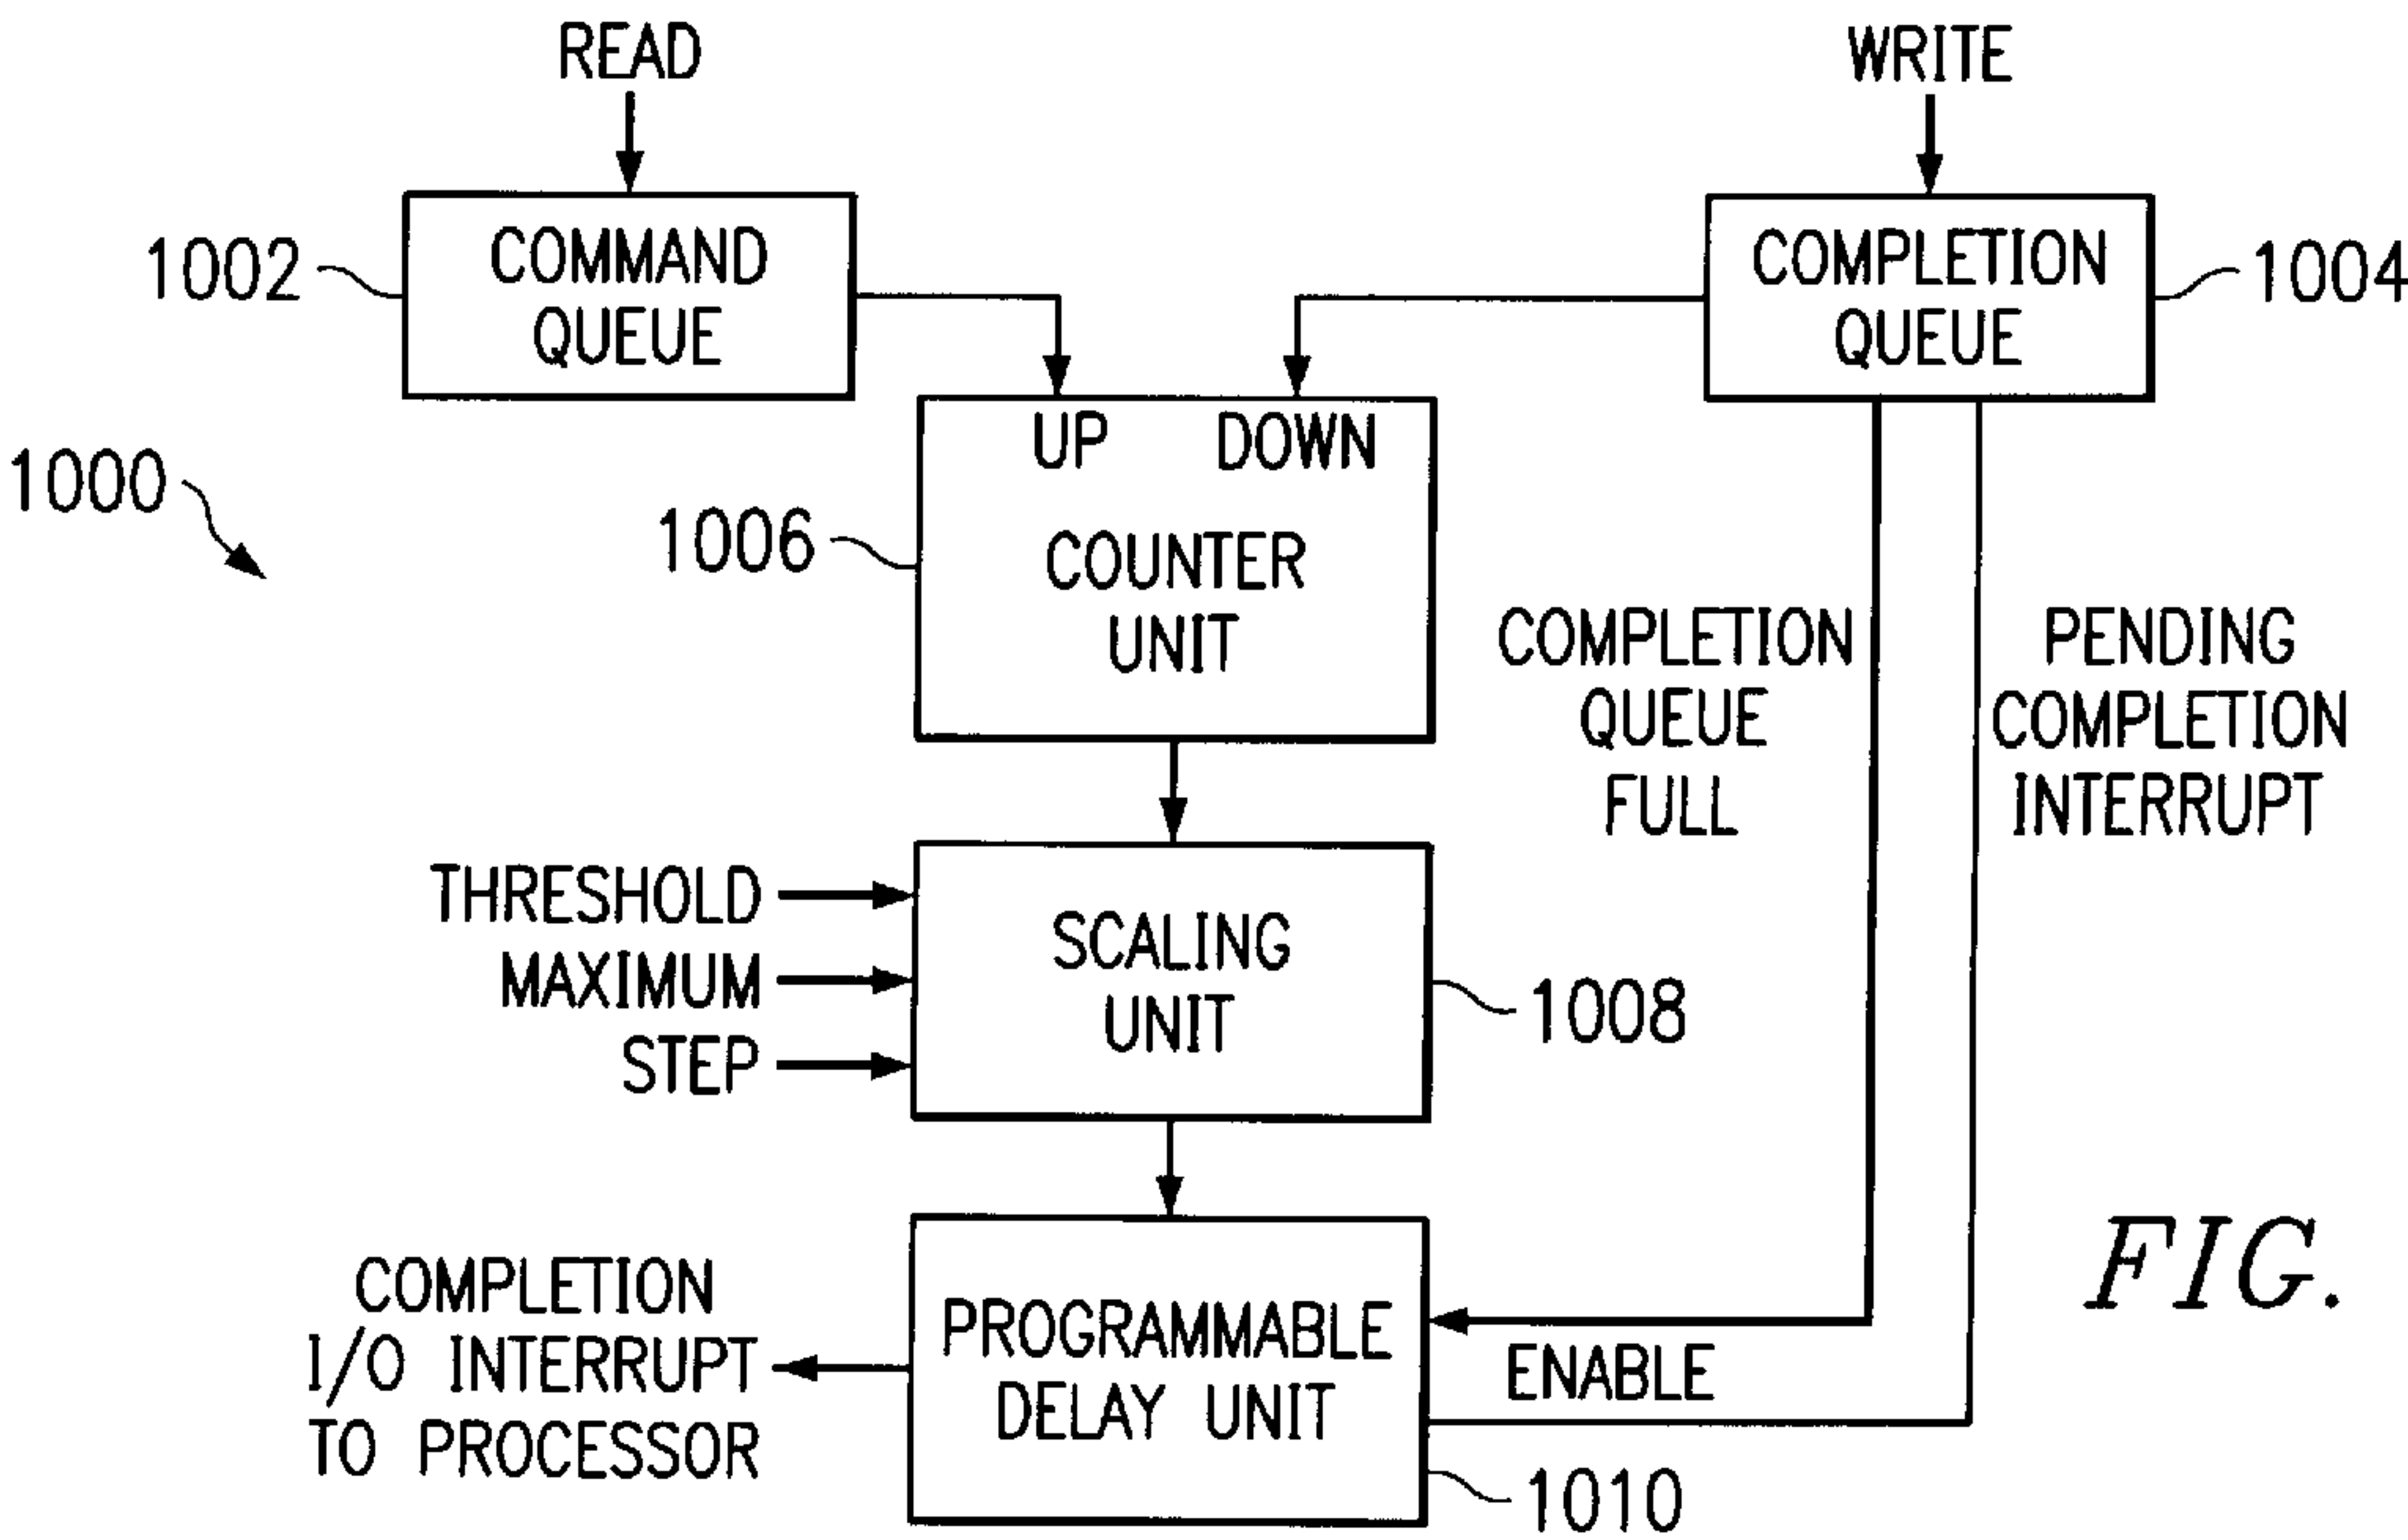 READ
WRITE
1002
COMMAND
QUEUE
COMPLETION
QUEUE
1004
1000
UP DOWN
1006
COUNTER
UNIT
COMPLETION
QUEUE
FULL
PENDING
COMPLETION
INTERRUPT
THRESHOLD
MAXIMUM
STEP
SCALING
UNIT
1008
COMPLETION
I/O INTERRUPT
TO PROCESSOR
PROGRAMMABLE
DELAY UNIT
ENABLE
1010
FIG.